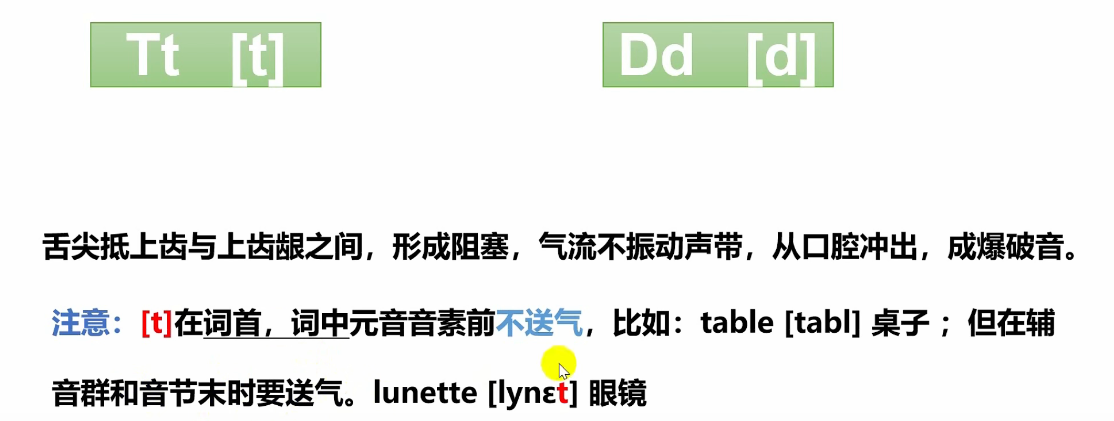 Tt [t]
Dd [d]
舌尖抵上齿与上齿龈之间，形成阻塞，气流不振动声带，从口腔冲出，成爆破音。
注意：[t]在词首，词中元音音素前不送气，比如：table [tabl] 桌子 ；但在辅
音群和音节末时要送气。lunette [lynɛt] 眼镜